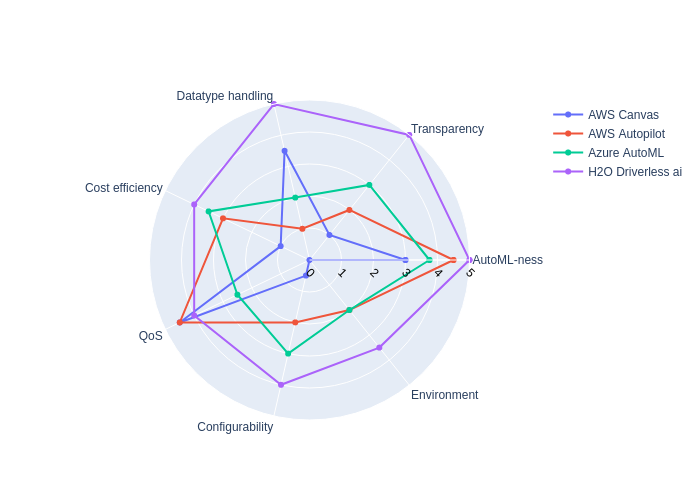 Datatype handling
Transparency
Cost efficiency
AutoML-ness
0 1 2 3 4 5
QoS
Environment
Configurability
AWS Canvas
AWS Autopilot
Azure AutoML
H2O Driverless ai